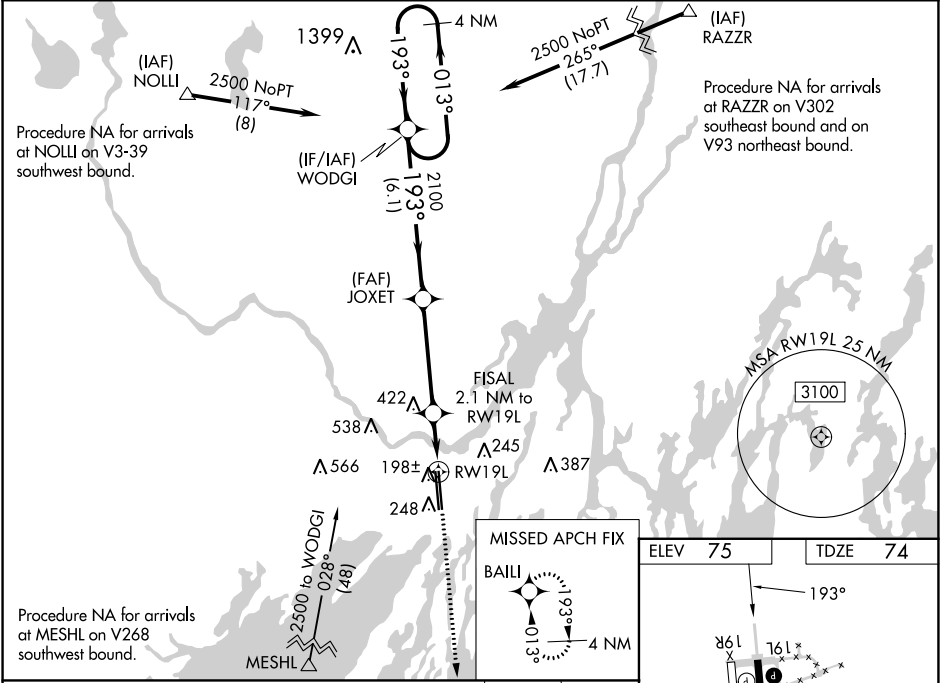 1399
4 NM
(IAF)
RAZZR
2500 NoPT
265°
(17.7)
193°
013°
(IAF)
NOLLI
2500 NoPT
117°
(8)
Procedure NA for arrivals
at NOLLI on V3-39
southwest bound.
Procedure NA for arrivals
at RAZZR on V302
southeast bound and on
V93 northeast bound.
(IF/IAF)
WODGI
2100
193°
(6.1)
(FAF)
JOXET
MSA RW19L 25 NM
3100
FISAL
2.1 NM to
RW19L
422
538
245
566
198±
RW19L
387
248
2500 to WODGI
028°
(48)
MESHL
Procedure NA for arrivals
at MESHL on V268
southwest bound.
MISSED APCH FIX
BAILI
193°
013°
4 NM
ELEV 75
TDZE 74
193°
19R
19L
P